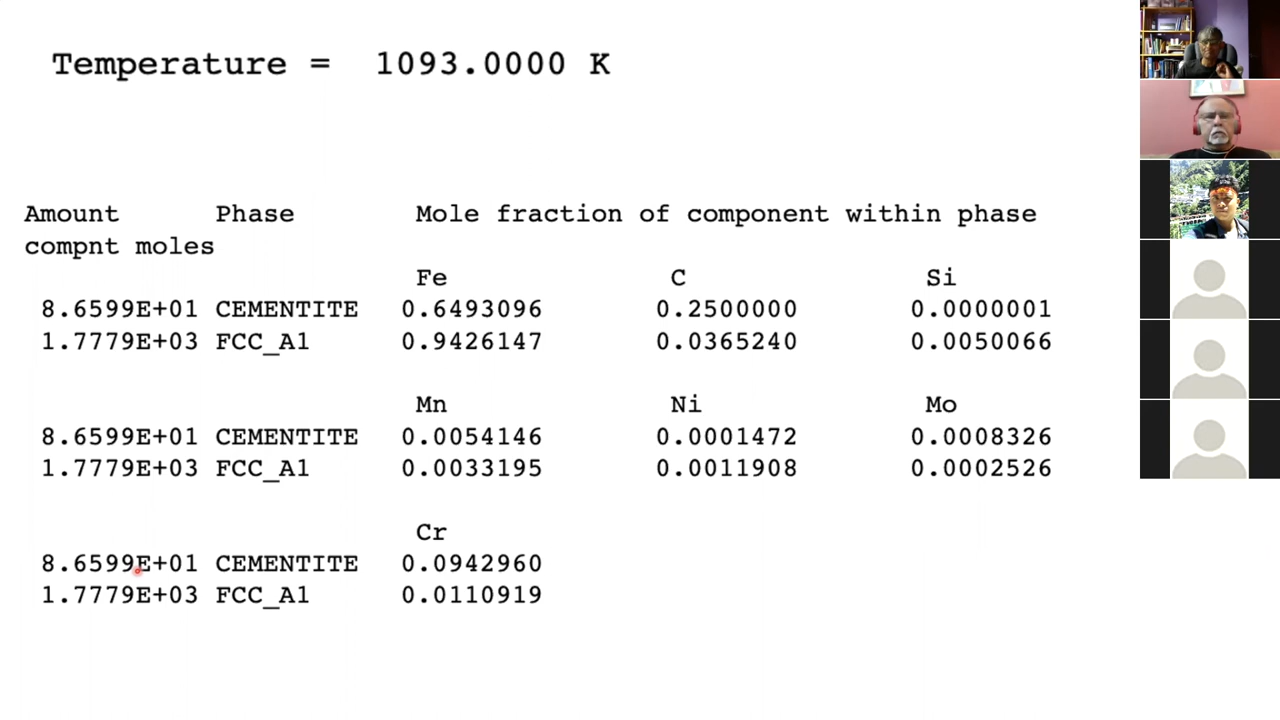 Temperature = 1093.0000 K
Amount Phase Mole fraction of component within phase
compnt moles
Fe C Si
8.6599E+01 CEMENTITE 0.6493096 0.2500000 0.0000001
1.7779E+03 FCC_A1 0.9426147 0.0365240 0.0050066
Mn Ni Mo
8.6599E+01 CEMENTITE 0.0054146 0.0001472 0.0008326
1.7779E+03 FCC_A1 0.0033195 0.0011908 0.0002526
Cr
8.6599E+01 CEMENTITE 0.0942960
1.7779E+03 FCC_A1 0.0110919